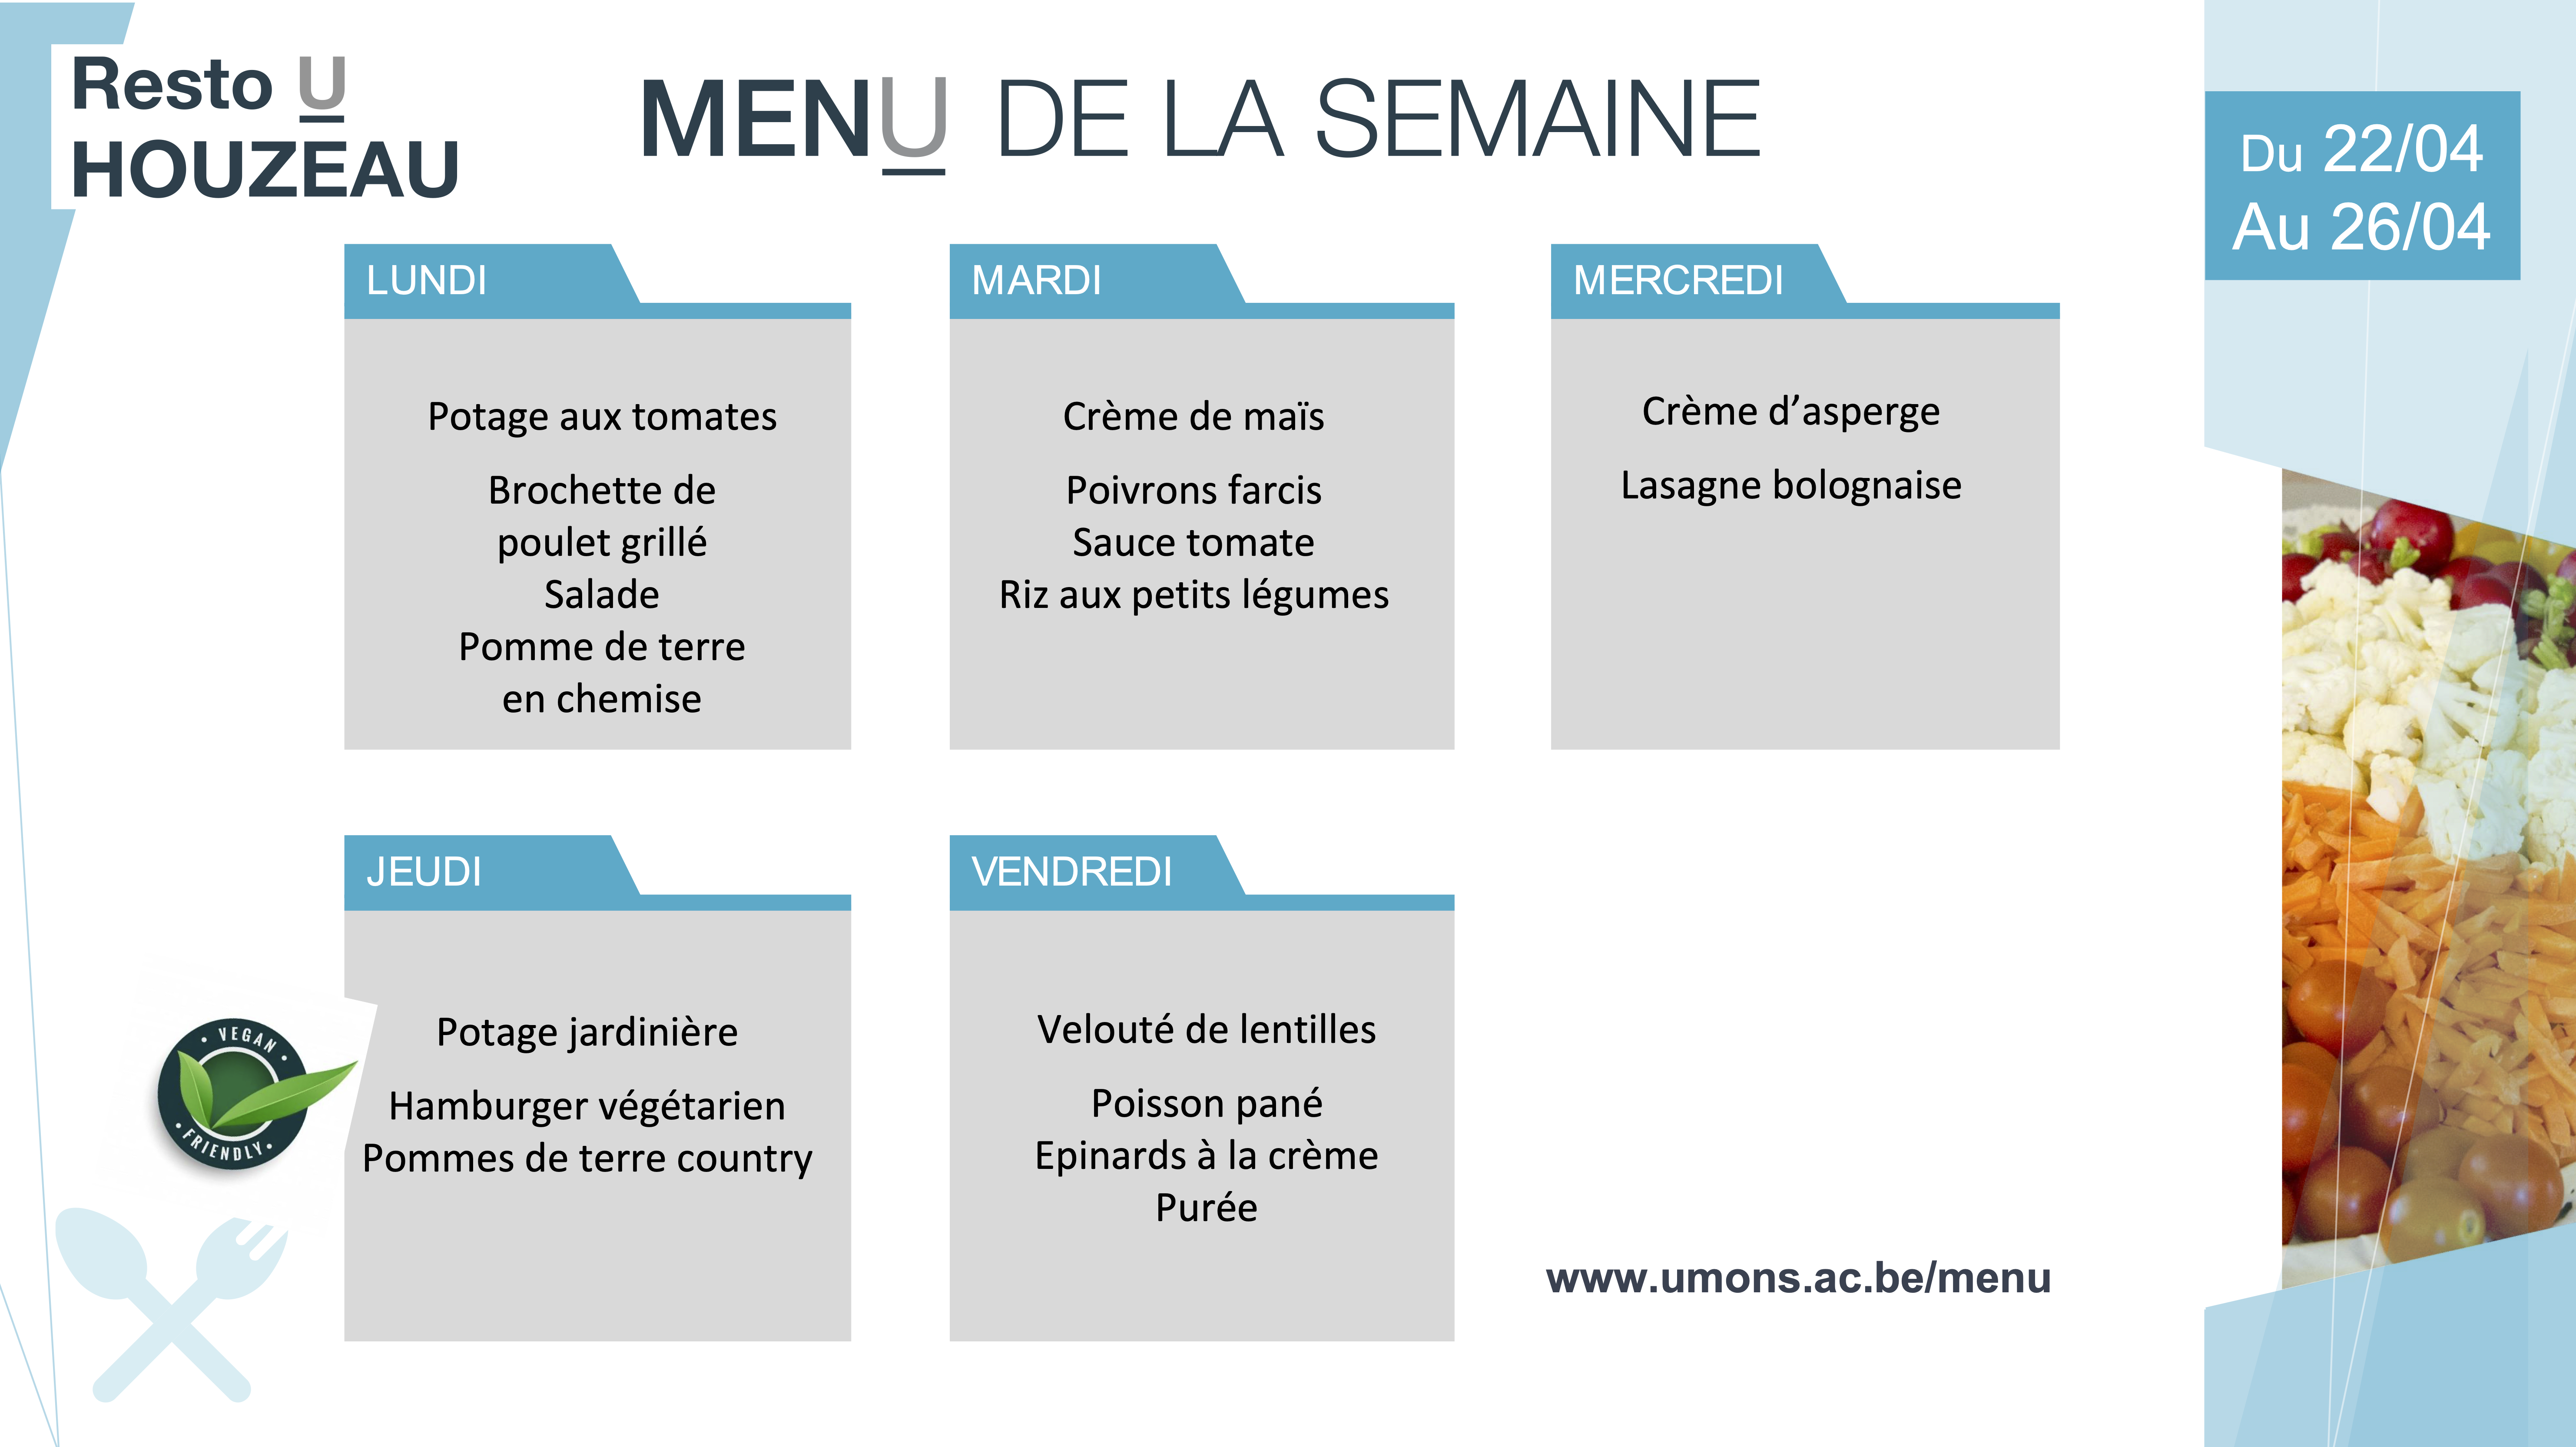 Resto U
HOUZEAU
MENU DE LA SEMAINE
Du 22/04
Au 26/04
LUNDI
Potage aux tomates
Brochette de
poulet grillé
Salade
Pomme de terre
en chemise
MARDI
Crème de maïs
Poivrons farcis
Sauce tomate
Riz aux petits légumes
MERCREDI
Crème d’asperge
Lasagne bolognaise
JEUDI
Potage jardinière
Hamburger végétarien
Pommes de terre country
VEGAN
FRIENDLY
VENDREDI
Velouté de lentilles
Poisson pané
Epinards à la crème
Purée
www.umons.ac.be/menu